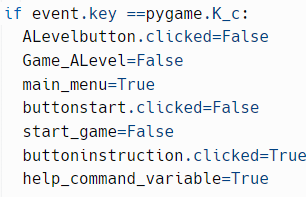 if event.key ==pygame.K_c:
  ALevelbutton.clicked=False
  Game_ALevel=False
  main_menu=True
  buttonstart.clicked=False
  start_game=False
  buttoninstruction.clicked=True
  help_command_variable=True